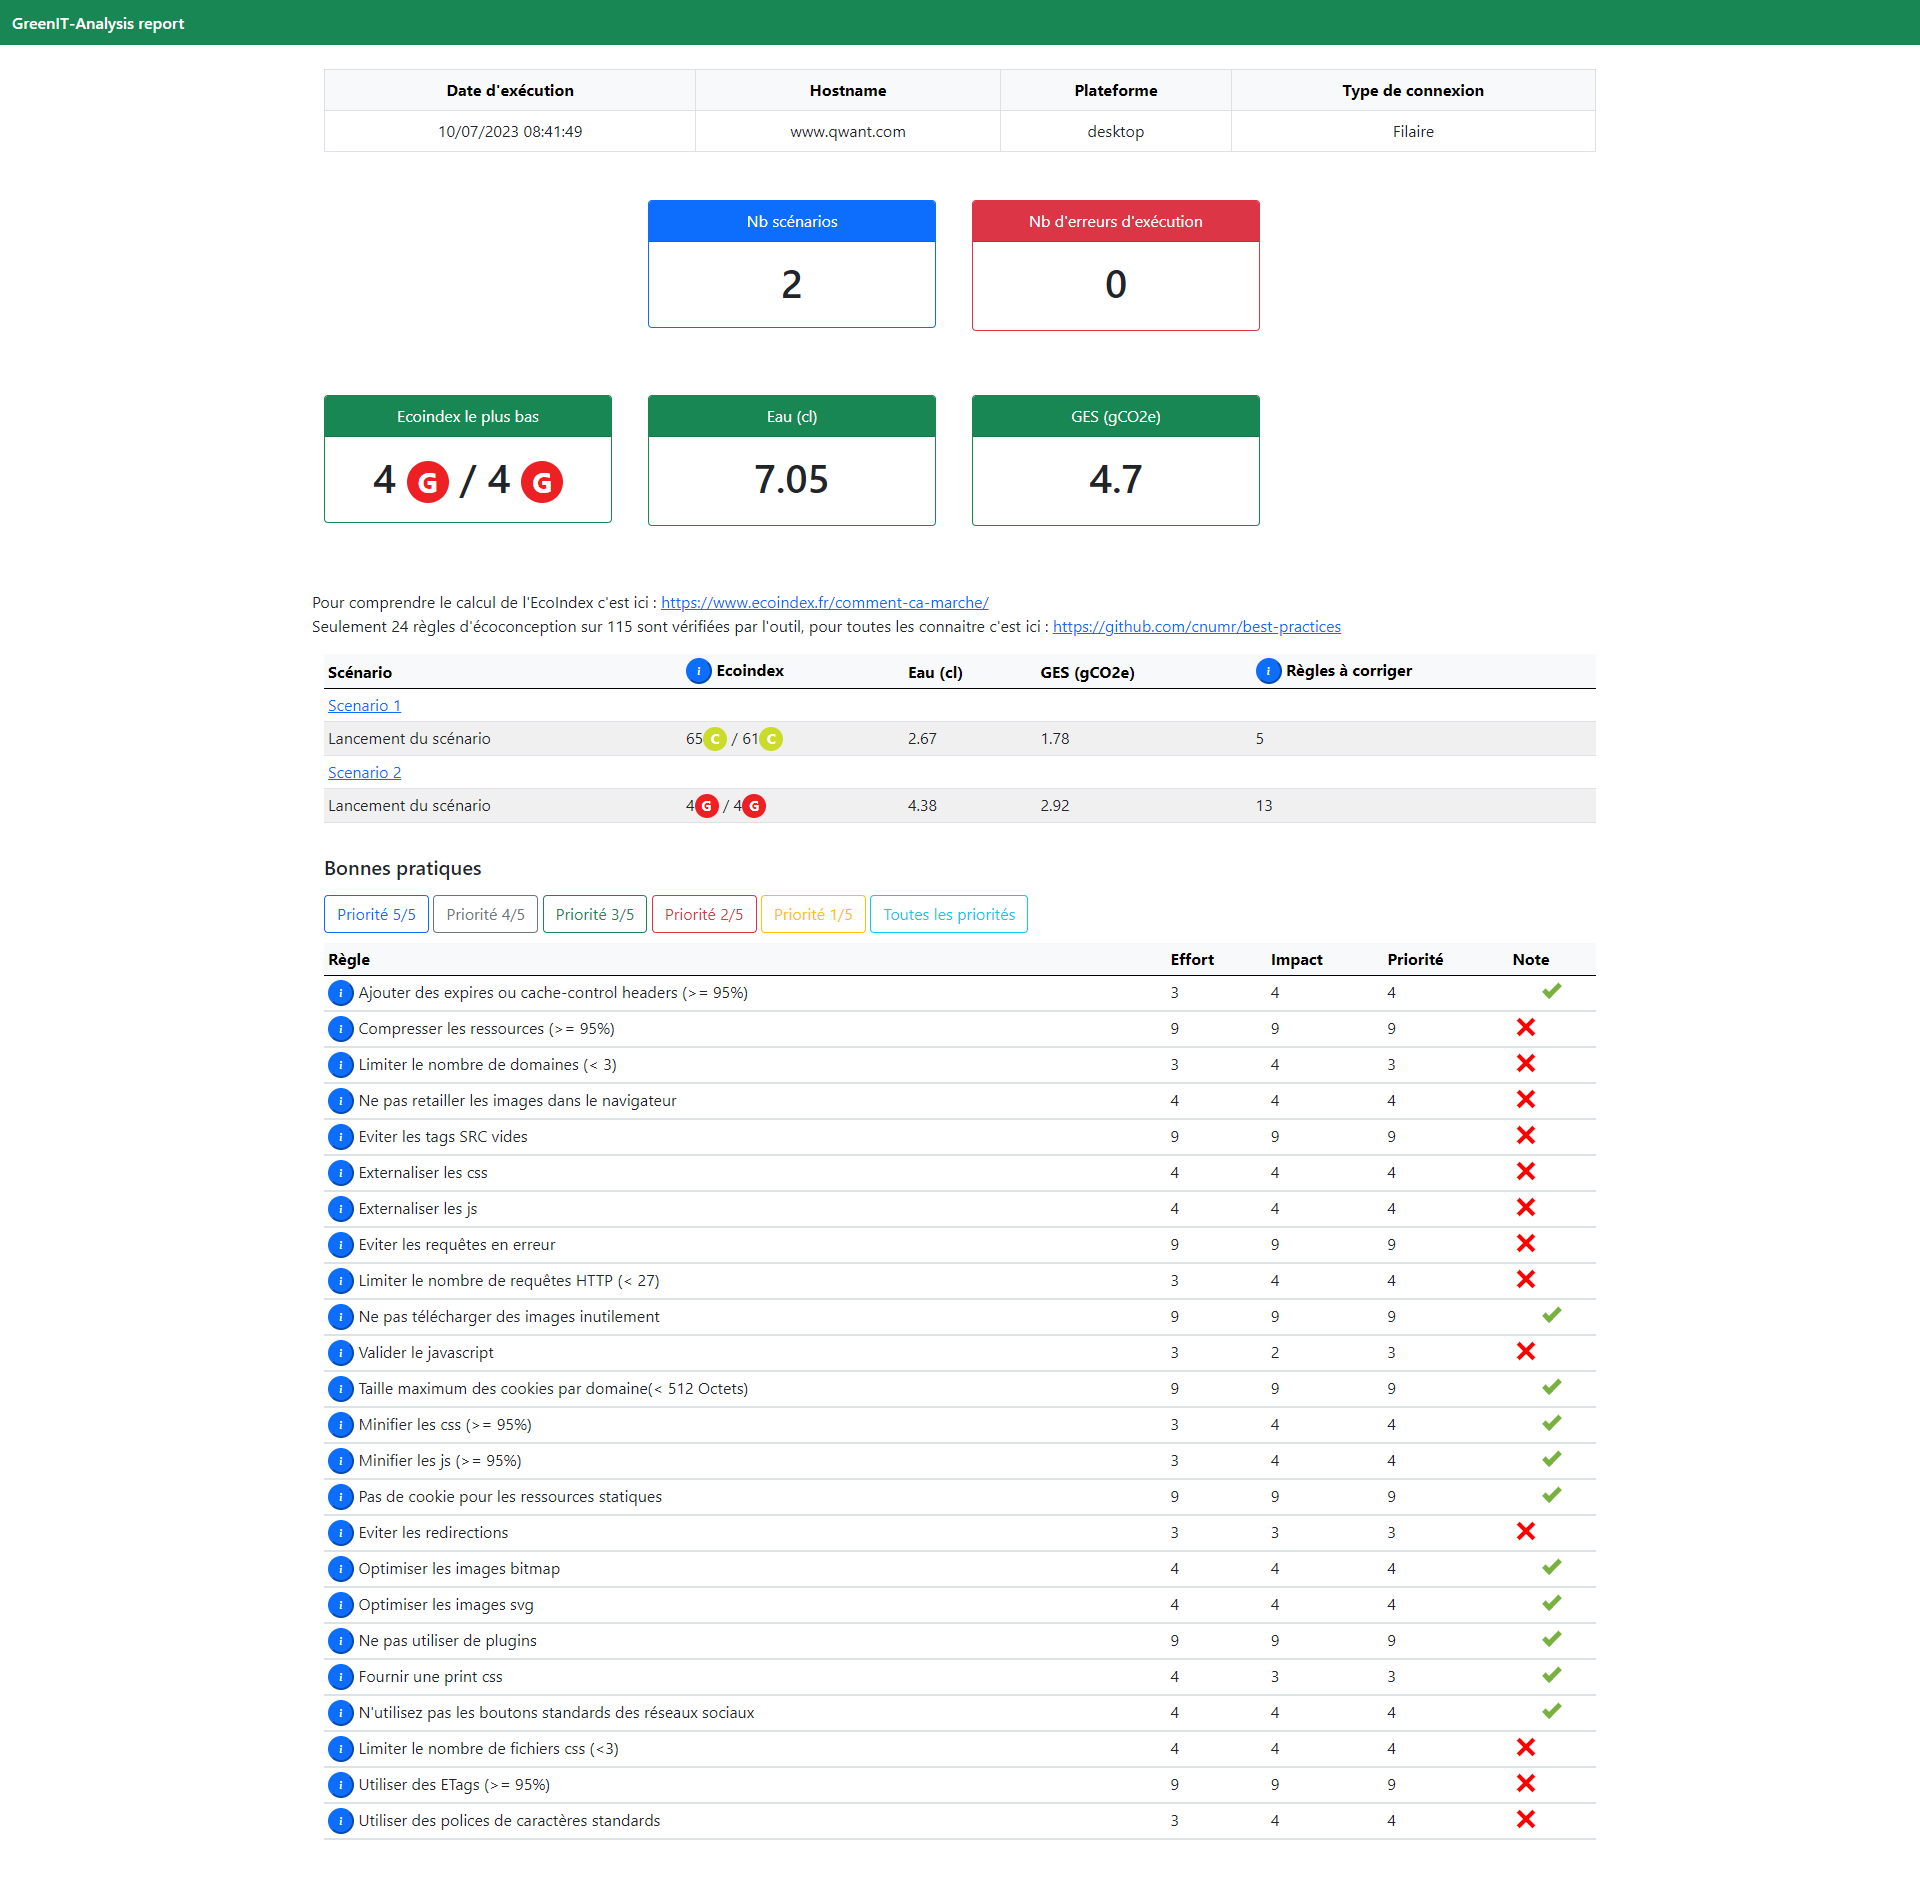 GreenIT-Analysis report
Date d'exécution Hostname Plateforme Type de connexion
10/07/2023 08:41:49 www.qwant.com desktop Filaire
Nb scénarios Nb d'erreurs d'exécution
2 0
Ecoindex le plus bas Eau (cl) GES (gCO2e)
4 G / 4 G 7.05 4.7
Pour comprendre le calcul de l'EcoIndex c'est ici : https://www.ecoindex.fr/comment-ca-marche/
Seulement 24 règles d'écoconception sur 115 sont vérifiées par l'outil, pour toutes les connaitre c'est ici : https://github.com/cnumr/best-practices
Scénario i Ecoindex Eau (cl) GES (gCO2e) i Règles à corriger
Scenario 1
Lancement du scénario 65 C / 61 C 2.67 1.78 5
Scenario 2
Lancement du scénario 4 G / 4 G 4.38 2.92 13
Bonnes pratiques
Priorité 5/5 Priorité 4/5 Priorité 3/5 Priorité 2/5 Priorité 1/5 Toutes les priorités
Règle Effort Impact Priorité Note
i Ajouter des expires ou cache-control headers (>= 95%) 3 4 4
i Compresser les ressources (>= 95%) 9 9 9
i Limiter le nombre de domaines (< 3) 3 4 3
i Ne pas retailler les images dans le navigateur 4 4 4
i Eviter les tags SRC vides 9 9 9
i Externaliser les css 4 4 4
i Externaliser les js 4 4 4
i Eviter les requêtes en erreur 9 9 9
i Limiter le nombre de requêtes HTTP (< 27) 3 4 4
i Ne pas télécharger des images inutilement 9 9 9
i Valider le javascript 3 2 3
i Taille maximum des cookies par domaine(< 512 Octets) 9 9 9
i Minifier les css (>= 95%) 3 4 4
i Minifier les js (>= 95%) 3 4 4
i Pas de cookie pour les ressources statiques 9 9 9
i Eviter les redirections 3 3 3
i Optimiser les images bitmap 4 4 4
i Optimiser les images svg 4 4 4
i Ne pas utiliser de plugins 9 9 9
i Fournir une print css 4 3 3
i N'utilisez pas les boutons standards des réseaux sociaux 4 4 4
i Limiter le nombre de fichiers css (<3) 4 4 4
i Utiliser des ETags (>= 95%) 9 9 9
i Utiliser des polices de caractères standards 3 4 4